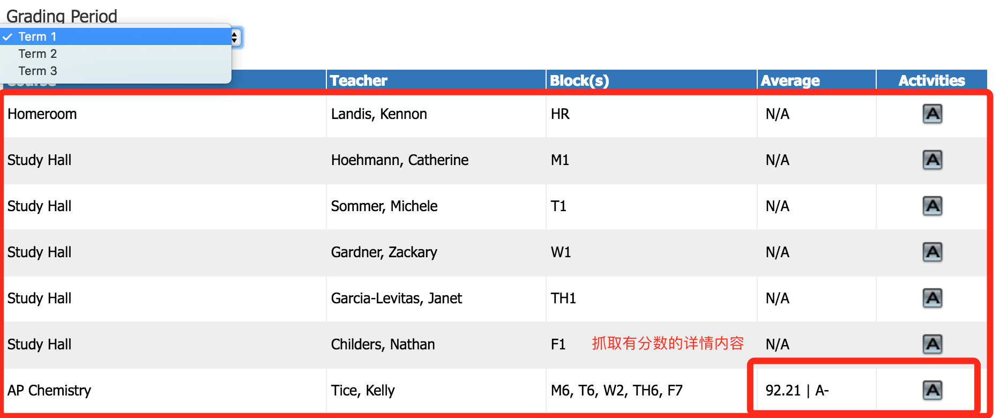 Grading Period
✓ Term 1
Term 2
Term 3
Course Teacher Block(s) Average Activities
Homeroom Landis, Kennon HR N/A A
Study Hall Hoehmann, Catherine M1 N/A A
Study Hall Sommer, Michele T1 N/A A
Study Hall Gardner, Zackary W1 N/A A
Study Hall Garcia-Levitas, Janet TH1 N/A A
Study Hall Childers, Nathan F1 抓取有分数的详情内容 N/A A
AP Chemistry Tice, Kelly M6, T6, W2, TH6, F7 92.21 | A- A